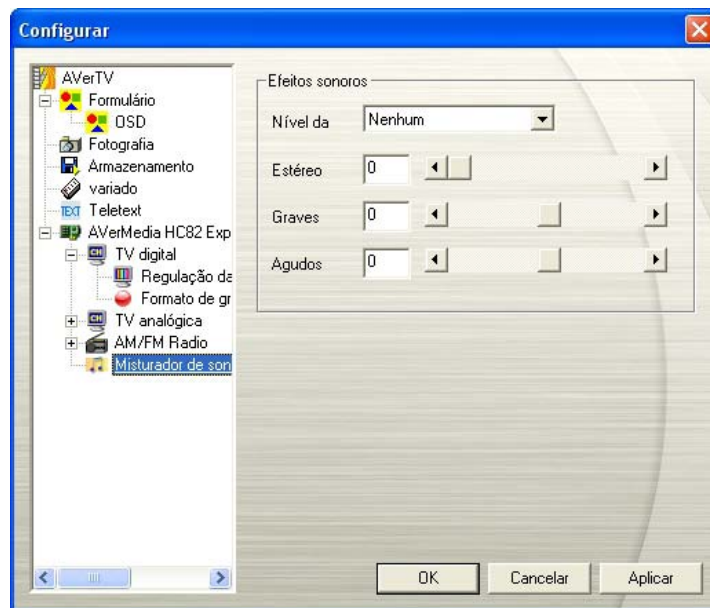 Configurar
AVerTV
Formulário
OSD
Fotografia
Armazenamento
variado
TEXT Teletext
AVerMedia HC82 Exp
CH TV digital
Regulação da
Formato de gr
CH TV analógica
AM/FM Radio
Misturador de son
Efeitos sonoros
Nível da Nenhum
Estéreo 0
Graves 0
Agudos 0
OK Cancelar Aplicar